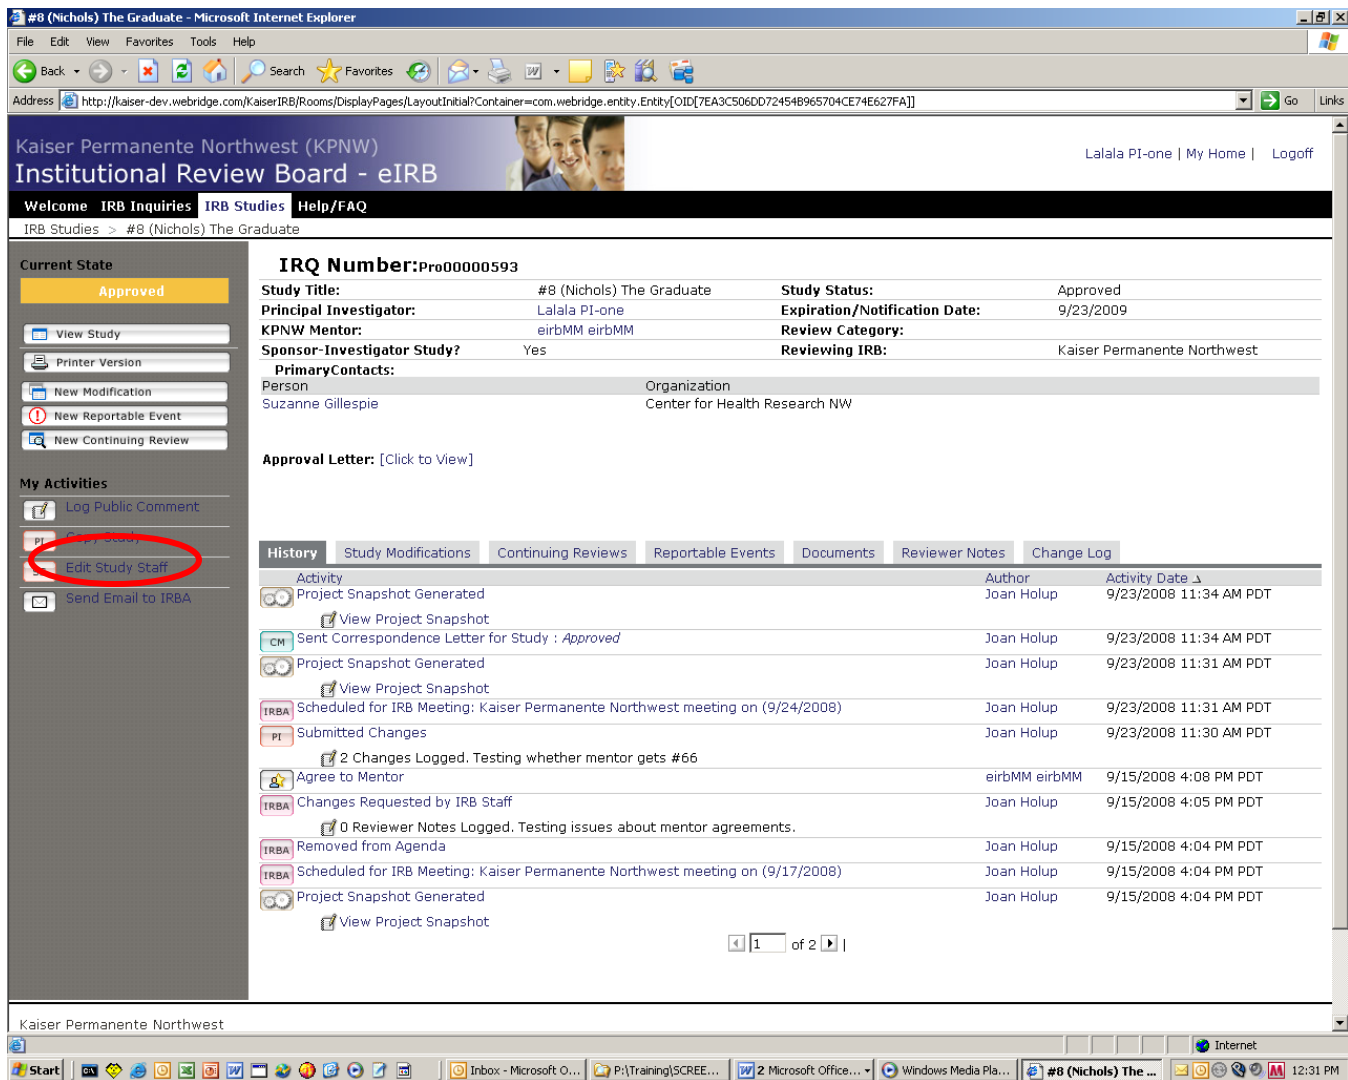 #8 (Nichols) The Graduate - Microsoft Internet Explorer
File Edit View Favorites Tools Help
Back Search Favorites
Address http://kaiser-dev.webridge.com/KaiserIRB/Rooms/DisplayPages/LayoutInitial?Container=com.webridge.entity.Entity[OID[7EA3C506DD72454B965704CE74E627FA]] Go Links
Kaiser Permanente Northwest (KPNW)
Institutional Review Board - eIRB
Lalala PI-one | My Home | Logoff
Welcome IRB Inquiries IRB Studies Help/FAQ
IRB Studies > #8 (Nichols) The Graduate
Current State
Approved
View Study
Printer Version
New Modification
New Reportable Event
New Continuing Review
My Activities
Log Public Comment
PI Copy Study
Edit Study Staff
Send Email to IRBA
IRQ Number:Pro00000593
Study Title: #8 (Nichols) The Graduate Study Status: Approved
Principal Investigator: Lalala PI-one Expiration/Notification Date: 9/23/2009
KPNW Mentor: eirbMM eirbMM Review Category:
Sponsor-Investigator Study? Yes Reviewing IRB: Kaiser Permanente Northwest
PrimaryContacts:
Person Organization
Suzanne Gillespie Center for Health Research NW
Approval Letter: [Click to View]
History Study Modifications Continuing Reviews Reportable Events Documents Reviewer Notes Change Log
Activity Author Activity Date
Project Snapshot Generated Joan Holup 9/23/2008 11:34 AM PDT
View Project Snapshot
CM Sent Correspondence Letter for Study : Approved Joan Holup 9/23/2008 11:34 AM PDT
Project Snapshot Generated Joan Holup 9/23/2008 11:31 AM PDT
View Project Snapshot
IRBA Scheduled for IRB Meeting: Kaiser Permanente Northwest meeting on (9/24/2008) Joan Holup 9/23/2008 11:31 AM PDT
PI Submitted Changes Joan Holup 9/23/2008 11:30 AM PDT
2 Changes Logged. Testing whether mentor gets #66
Agree to Mentor eirbMM eirbMM 9/15/2008 4:08 PM PDT
IRBA Changes Requested by IRB Staff Joan Holup 9/15/2008 4:05 PM PDT
0 Reviewer Notes Logged. Testing issues about mentor agreements.
IRBA Removed from Agenda Joan Holup 9/15/2008 4:04 PM PDT
IRBA Scheduled for IRB Meeting: Kaiser Permanente Northwest meeting on (9/17/2008) Joan Holup 9/15/2008 4:04 PM PDT
Project Snapshot Generated Joan Holup 9/15/2008 4:04 PM PDT
View Project Snapshot
1 of 2 |
Kaiser Permanente Northwest
Internet
Start Inbox - Microsoft O... P:\Training\SCREE... 2 Microsoft Office... Windows Media Pla... #8 (Nichols) The ... 12:31 PM